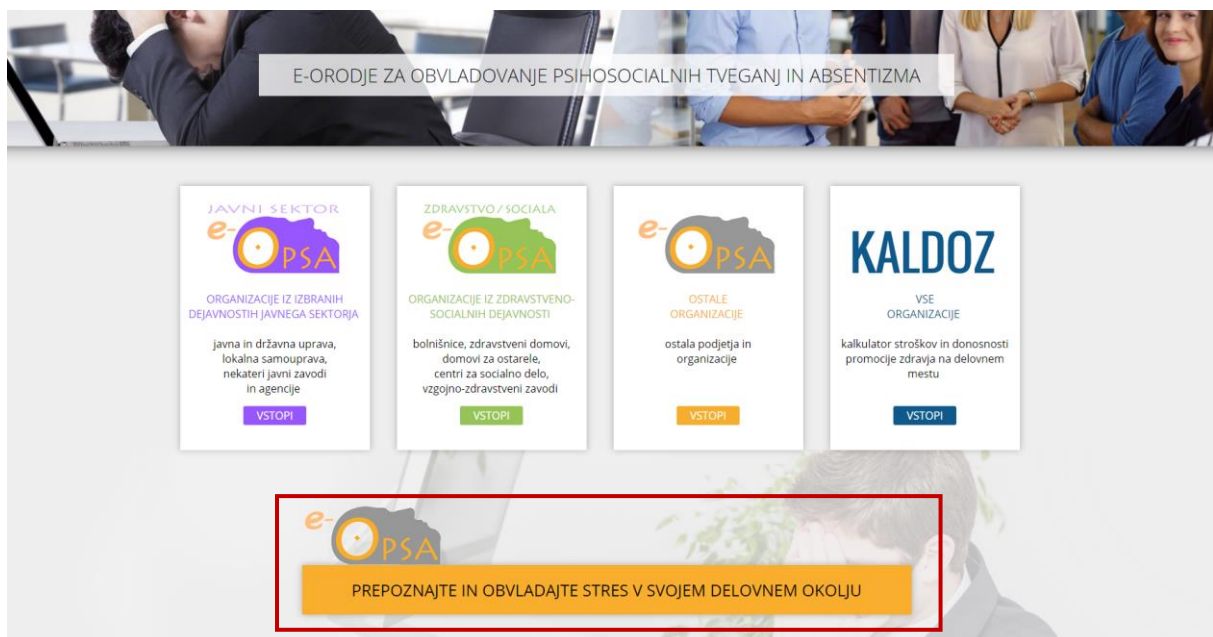 E-ORODJE ZA OBVLADOVANJE PSIHOSOCIALNIH TVEGANJ IN ABSENTIZMA
JAVNI SEKTOR
e-OPSA
ORGANIZACIJE IZ IZBRANIH
DEJAVNOSTIH JAVNEGA SEKTORJA
javna in državna uprava,
lokalna samouprava,
nekateri javni zavodi
in agencije
VSTOPI
ZDRAVSTVO/SOCIALA
e-OPSA
ORGANIZACIJE IZ ZDRAVSTVENO-
SOCIALNIH DEJAVNOSTI
bolnišnice, zdravstveni domovi,
domovi za ostarele,
centri za socialno delo,
vzgojno-zdravstveni zavodi
VSTOPI
e-OPSA
OSTALE
ORGANIZACIJE
ostala podjetja in
organizacije
VSTOPI
KALDOZ
VSE
ORGANIZACIJE
kalkulator stroškov in donosnosti
promocije zdravja na delovnem
mestu
VSTOPI
e-OPSA
PREPOZNAJTE IN OBVLADAJTE STRES V SVOJEM DELOVNEM OKOLJU